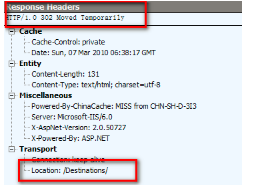 Response Headers
HTTP/1.0 302 Moved Temporarily
Cache
Cache-Control: private
Date: Sun, 07 Mar 2010 06:38:17 GMT
Entity
Content-Length: 131
Content-Type: text/html; charset=utf-8
Miscellaneous
Powered-By-ChinaCache: MISS from CHN-SH-D-3I3
Server: Microsoft-IIS/6.0
X-AspNet-Version: 2.0.50727
X-Powered-By: ASP.NET
Transport
Connection: keep-alive
Location: /Destinations/